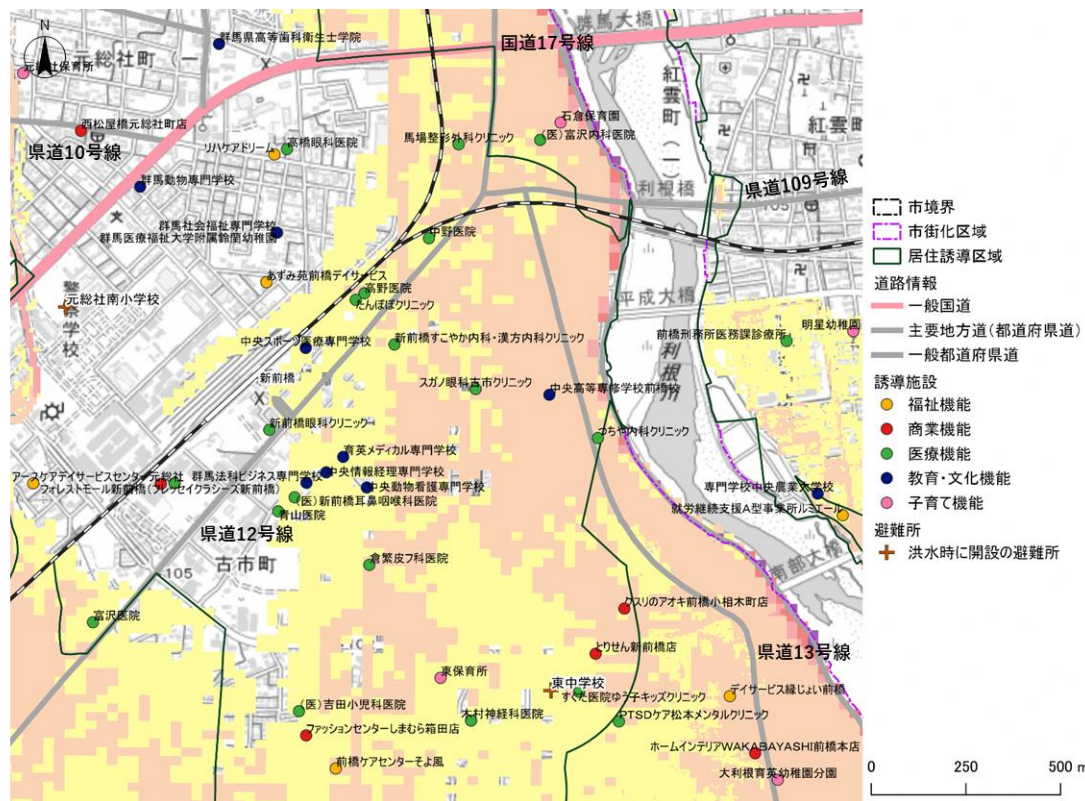 群馬大橋
国道17号線
N
群馬県高等歯科衛生士学院
元総社町(一)
元総社保育所
紅雲町(一)
紅雲町
石倉保育園
西松屋橋元総社町店
(医)富沢内科医院
馬場整形外科クリニック
高橋眼科医院
リハケアドリーム
県道10号線
利根橋
県道109号線
群馬動物専門学校
105
群馬社会福祉専門学校
群馬医療福祉大学附属鈴蘭幼稚園
中野医院
あずみ苑前橋デイサービス
高野医院
たんぽぽクリニック
元総社南小学校
警察学校
平成大橋
明星幼稚園
前橋刑務所医務課診療所
中央スポーツ医療専門学校
新前橋すこやか内科・漢方内科クリニック
利根川
新前橋
スガノ眼科古市クリニック
中央高等専修学校前橋校
新前橋眼科クリニック
つちや内科クリニック
育英メディカル専門学校
中央情報経理専門学校
アースケアデイサービスセンター元総社
群馬法科ビジネス専門学校
フォレストモール新前橋(フレッセイクラシーズ新前橋)
中央動物看護専門学校
専門学校中央農業大学校
(医)新前橋耳鼻咽喉科医院
青山医院
就労継続支援A型事業所ルミエール
県道12号線
古市町
倉繁皮フ科医院
南部大橋
105
クスリのアオキ前橋小相木町店
富沢医院
とりせん新前橋店
県道13号線
東保育所
東中学校
すくた医院ゆう子キッズクリニック
デイサービス縁じょい前橋
(医)吉田小児科医院
木村神経科医院
PTSDケア松本メンタルクリニック
ファッションセンターしまむら箱田店
ホームインテリアWAKABAYASHI前橋本店
前橋ケアセンターそよ風
大利根育英幼稚園分園
市境界
市街化区域
居住誘導区域
道路情報
一般国道
主要地方道(都道府県道)
一般都道府県道
誘導施設
福祉機能
商業機能
医療機能
教育・文化機能
子育て機能
避難所
洪水時に開設の避難所
0 250 500 m